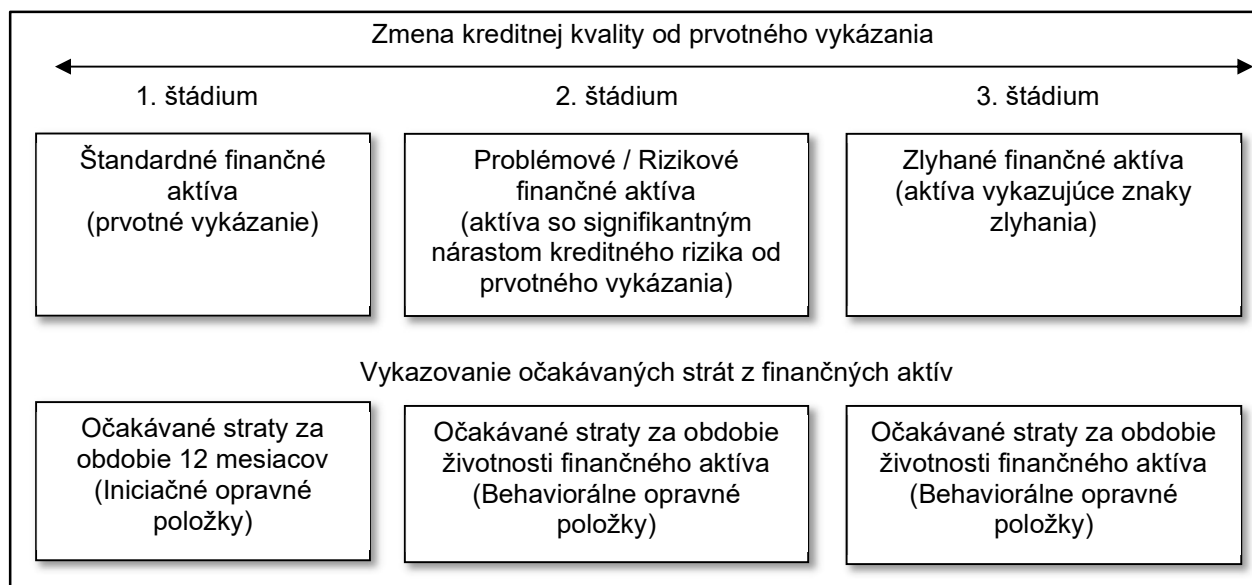 Zmena kreditnej kvality od prvotného vykázania
1. štádium
2. štádium
3. štádium
Štandardné finančné
aktíva
(prvotné vykázanie)
Problémové / Rizikové
finančné aktíva
(aktíva so signifikantným
nárastom kreditného rizika od
prvotného vykázania)
Zlyhané finančné aktíva
(aktíva vykazujúce znaky
zlyhania)
Vykazovanie očakávaných strát z finančných aktív
Očakávané straty za
obdobie 12 mesiacov
(Iniciačné opravné
položky)
Očakávané straty za obdobie
životnosti finančného aktíva
(Behaviorálne opravné
položky)
Očakávané straty za obdobie
životnosti finančného aktíva
(Behaviorálne opravné
položky)